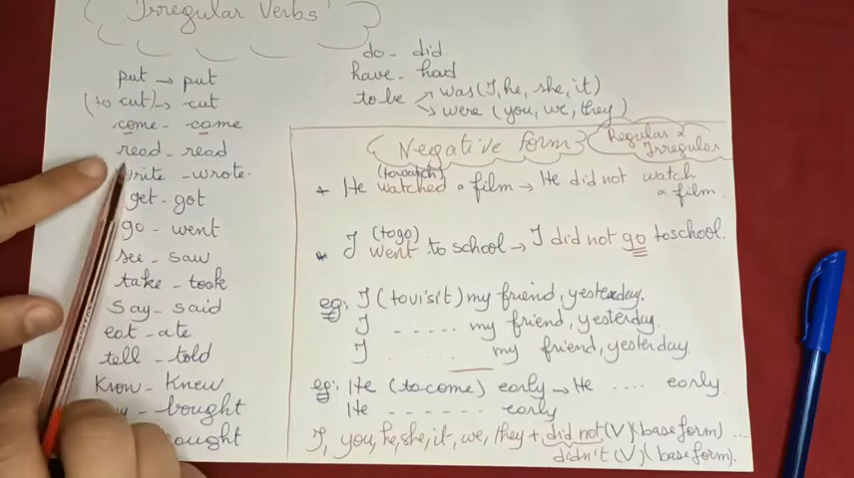 Irregular Verbs
put → put
(to cut) → cut
come - came
read - read
write - wrote.
get - got
go - went
see - saw
take - took
Say - said
eat - ate
tell - told
Know - Knew
bought
do - did
have - had
to be → was (I, he, she, it)
→ were (you, we, they)
Negative form
Regular &
Irregular
(to watch)
* He watched a film → He did not watch
a film.
(to go)
* I went to school → I did not go to school.
eg: I (to visit) my friend, yesterday.
I ..... my friend, yesterday.
I ...... my friend, yesterday.
eg: He (to come) early → He .... early.
He ...... early
I, you, he, she, it, we, they + did not (V) (base form) ...
didn't (V) (base form).